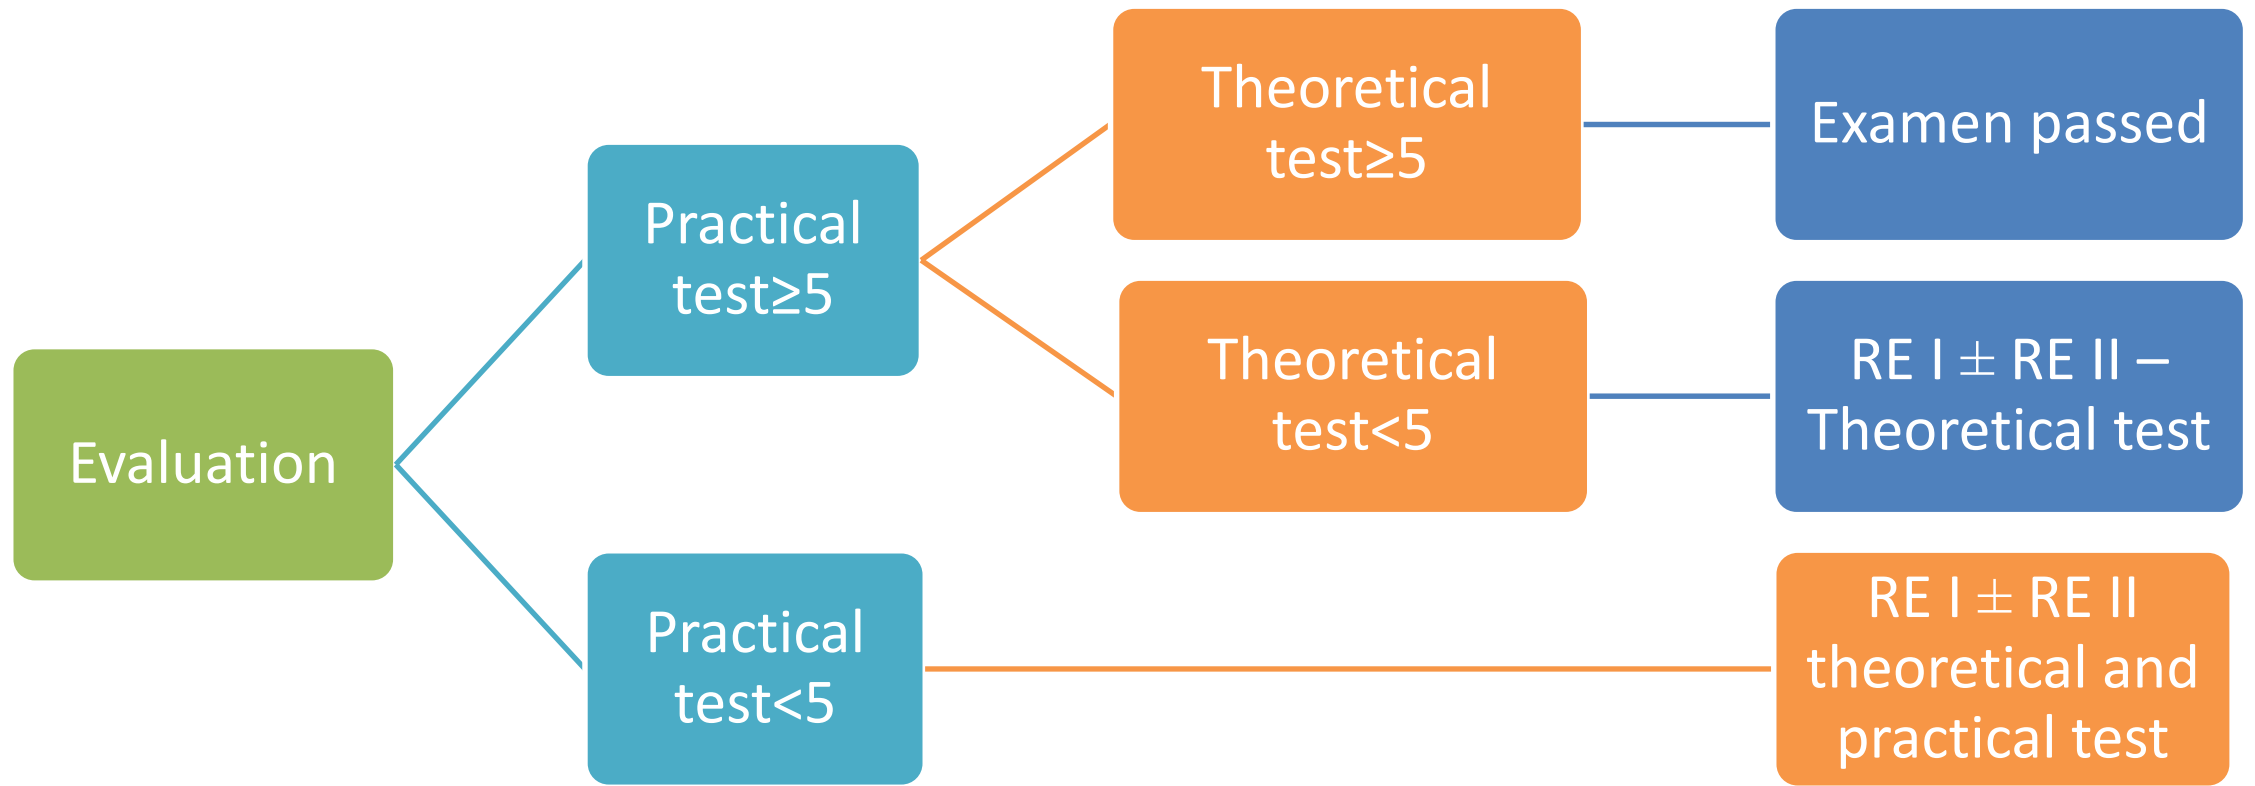 Evaluation
Practical
test≥5
Theoretical
test≥5
Examen passed
Theoretical
test<5
RE I ± RE II –
Theoretical test
Practical
test<5
RE I ± RE II
theoretical and
practical test